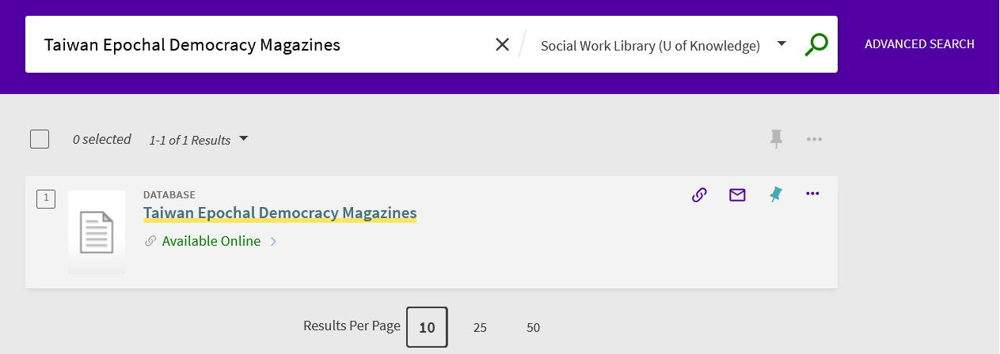 Taiwan Epochal Democracy Magazines
Social Work Library (U of Knowledge)
ADVANCED SEARCH
0 selected
1-1 of 1 Results
1
DATABASE
Taiwan Epochal Democracy Magazines
Available Online
Results Per Page 10 25 50